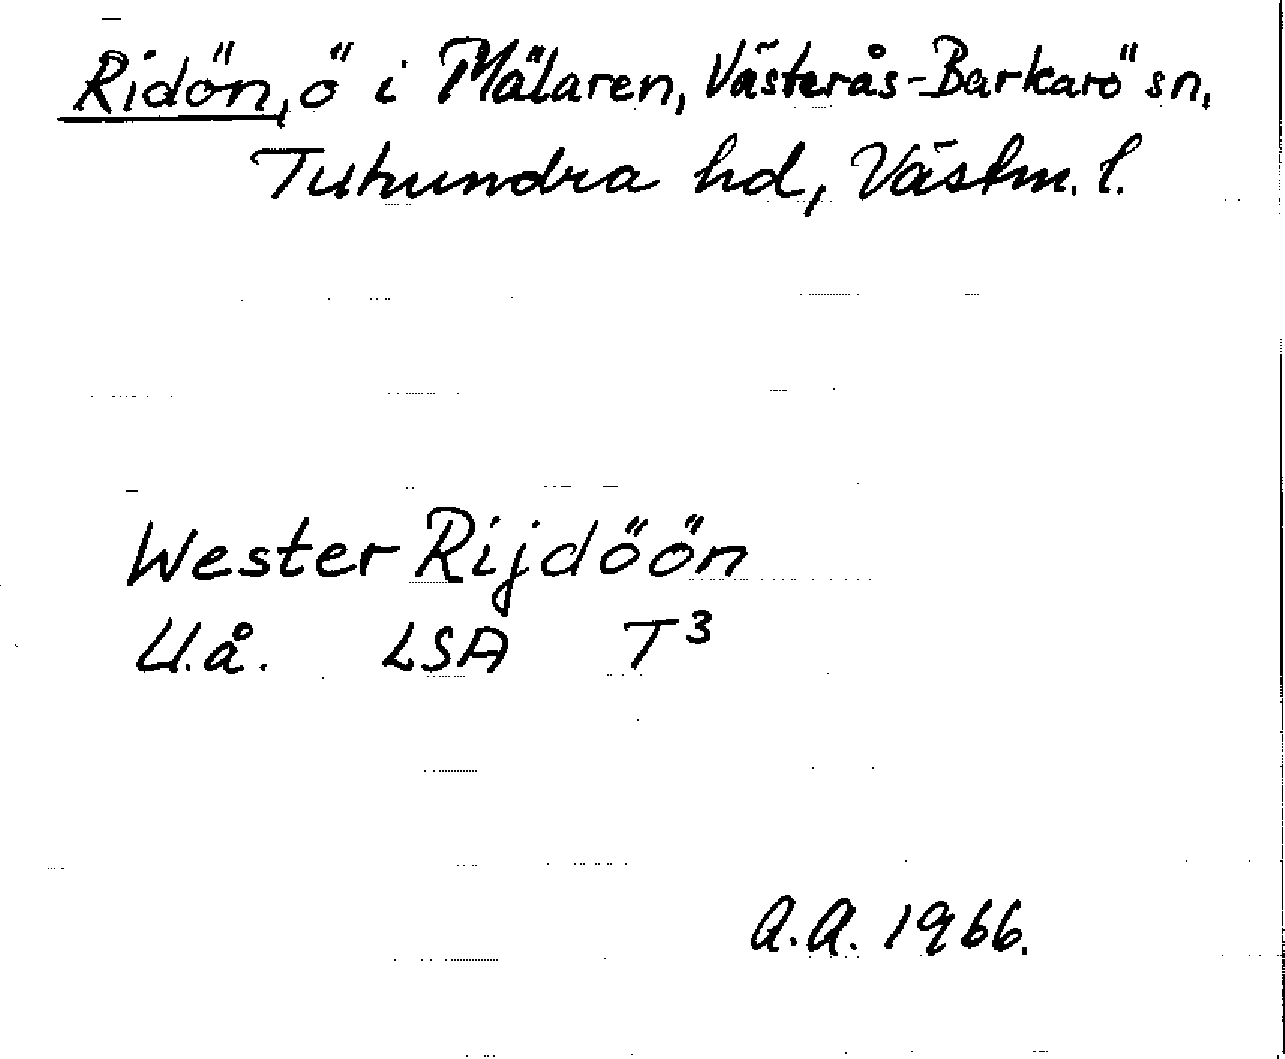 Ridön, ö i Mälaren, Västerås-Barkarö sn,
Tuhundra hd, Västm. l.
Wester Rijdöön
U.å. LSA T³
A.A. 1966.